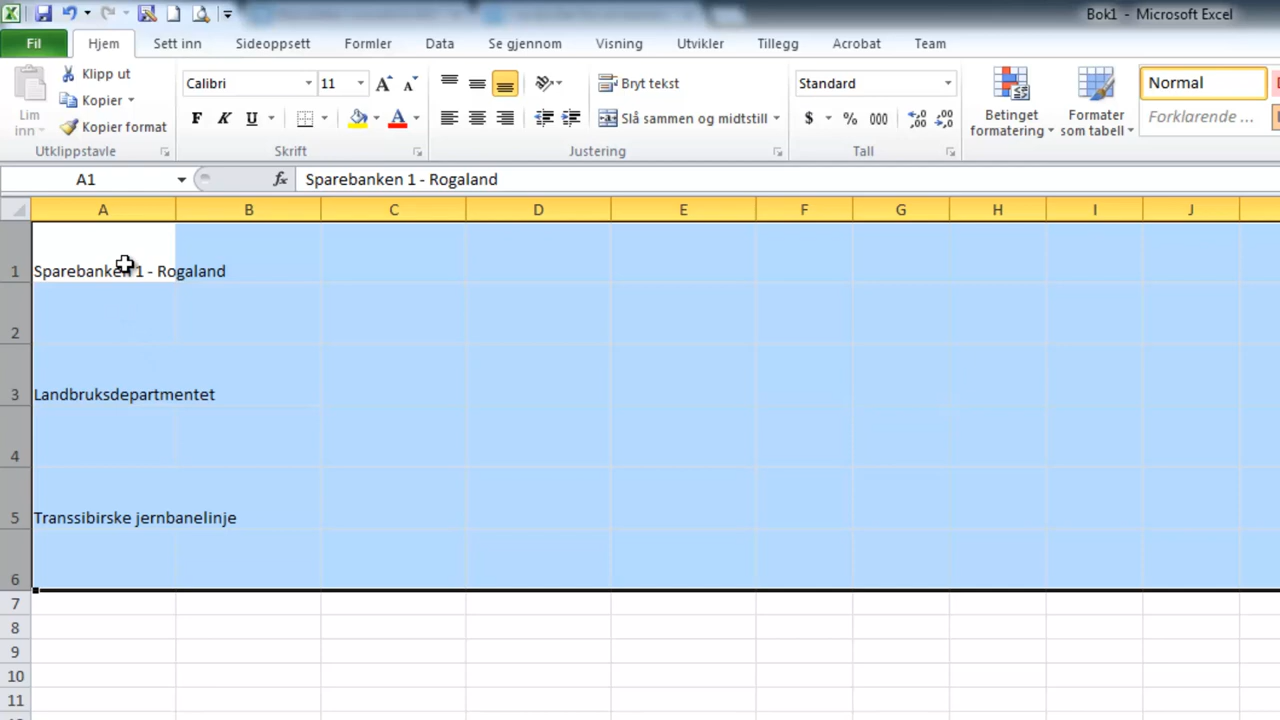 Bok1 - Microsoft Excel
Fil Hjem Sett inn Sideoppsett Formler Data Se gjennom Visning Utvikler Tillegg Acrobat Team
Lim inn
Klipp ut
Kopier
Kopier format
Utklippstavle
Calibri 11
F K U A
Skrift
Bryt tekst
Slå sammen og midtstill
Justering
Standard
$ % 000
Tall
Betinget formatering
Formater som tabell
Normal
Forklarende ...
A1 fx Sparebanken 1 - Rogaland
A B C D E F G H I J
1 Sparebanken 1 - Rogaland
2
3 Landbruksdepartmentet
4
5 Transsibirske jernbanelinje
6
7
8
9
10
11